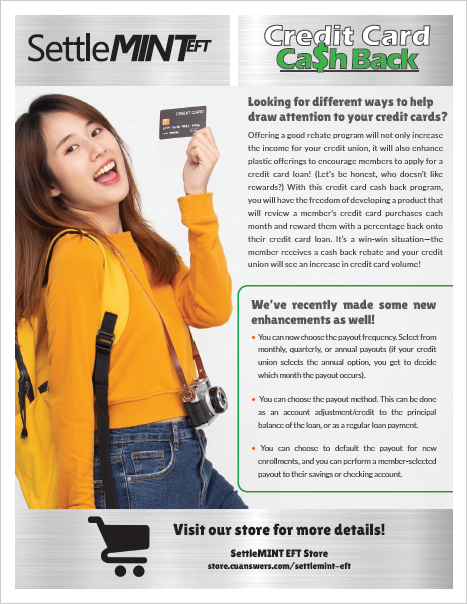 SettleMINT EFT
Credit Card
Ca$h Back
CREDIT CARD
Looking for different ways to help
draw attention to your credit cards?
Offering a good rebate program will not only increase
the income for your credit union, it will also enhance
plastic offerings to encourage members to apply for a
credit card loan! (Let's be honest, who doesn't like
rewards?) With this credit card cash back program,
you will have the freedom of developing a product that
will review a member's credit card purchases each
month and reward them with a percentage back onto
their credit card loan. It's a win-win situation—the
member receives a cash back rebate and your credit
union will see an increase in credit card volume!
We've recently made some new
enhancements as well!
• You can now choose the payout frequency. Select from
monthly, quarterly, or annual payouts (if your credit
union selects the annual option, you get to decide
which month the payout occurs).
• You can choose the payout method. This can be done
as an account adjustment/credit to the principal
balance of the loan, or as a regular loan payment.
• You can choose to default the payout for new
enrollments, and you can perform a member-selected
payout to their savings or checking account.
Visit our store for more details!
SettleMINT EFT Store
store.cuanswers.com/settlemint-eft